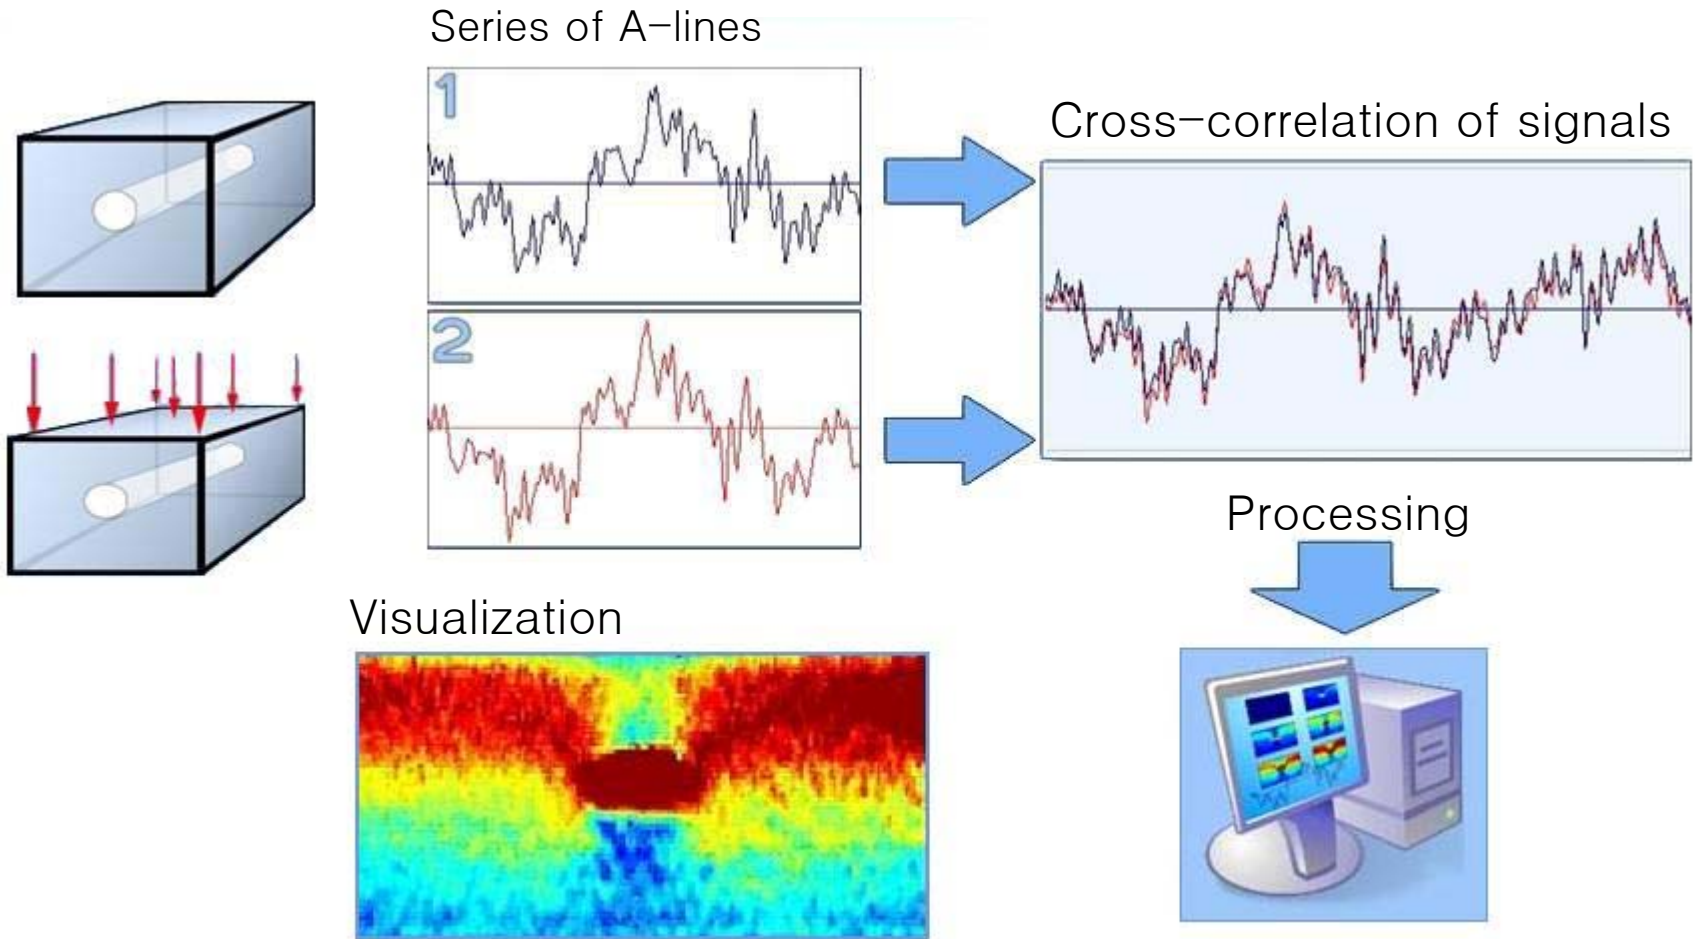 Series of A-lines
1
Cross-correlation of signals
2
Processing
Visualization